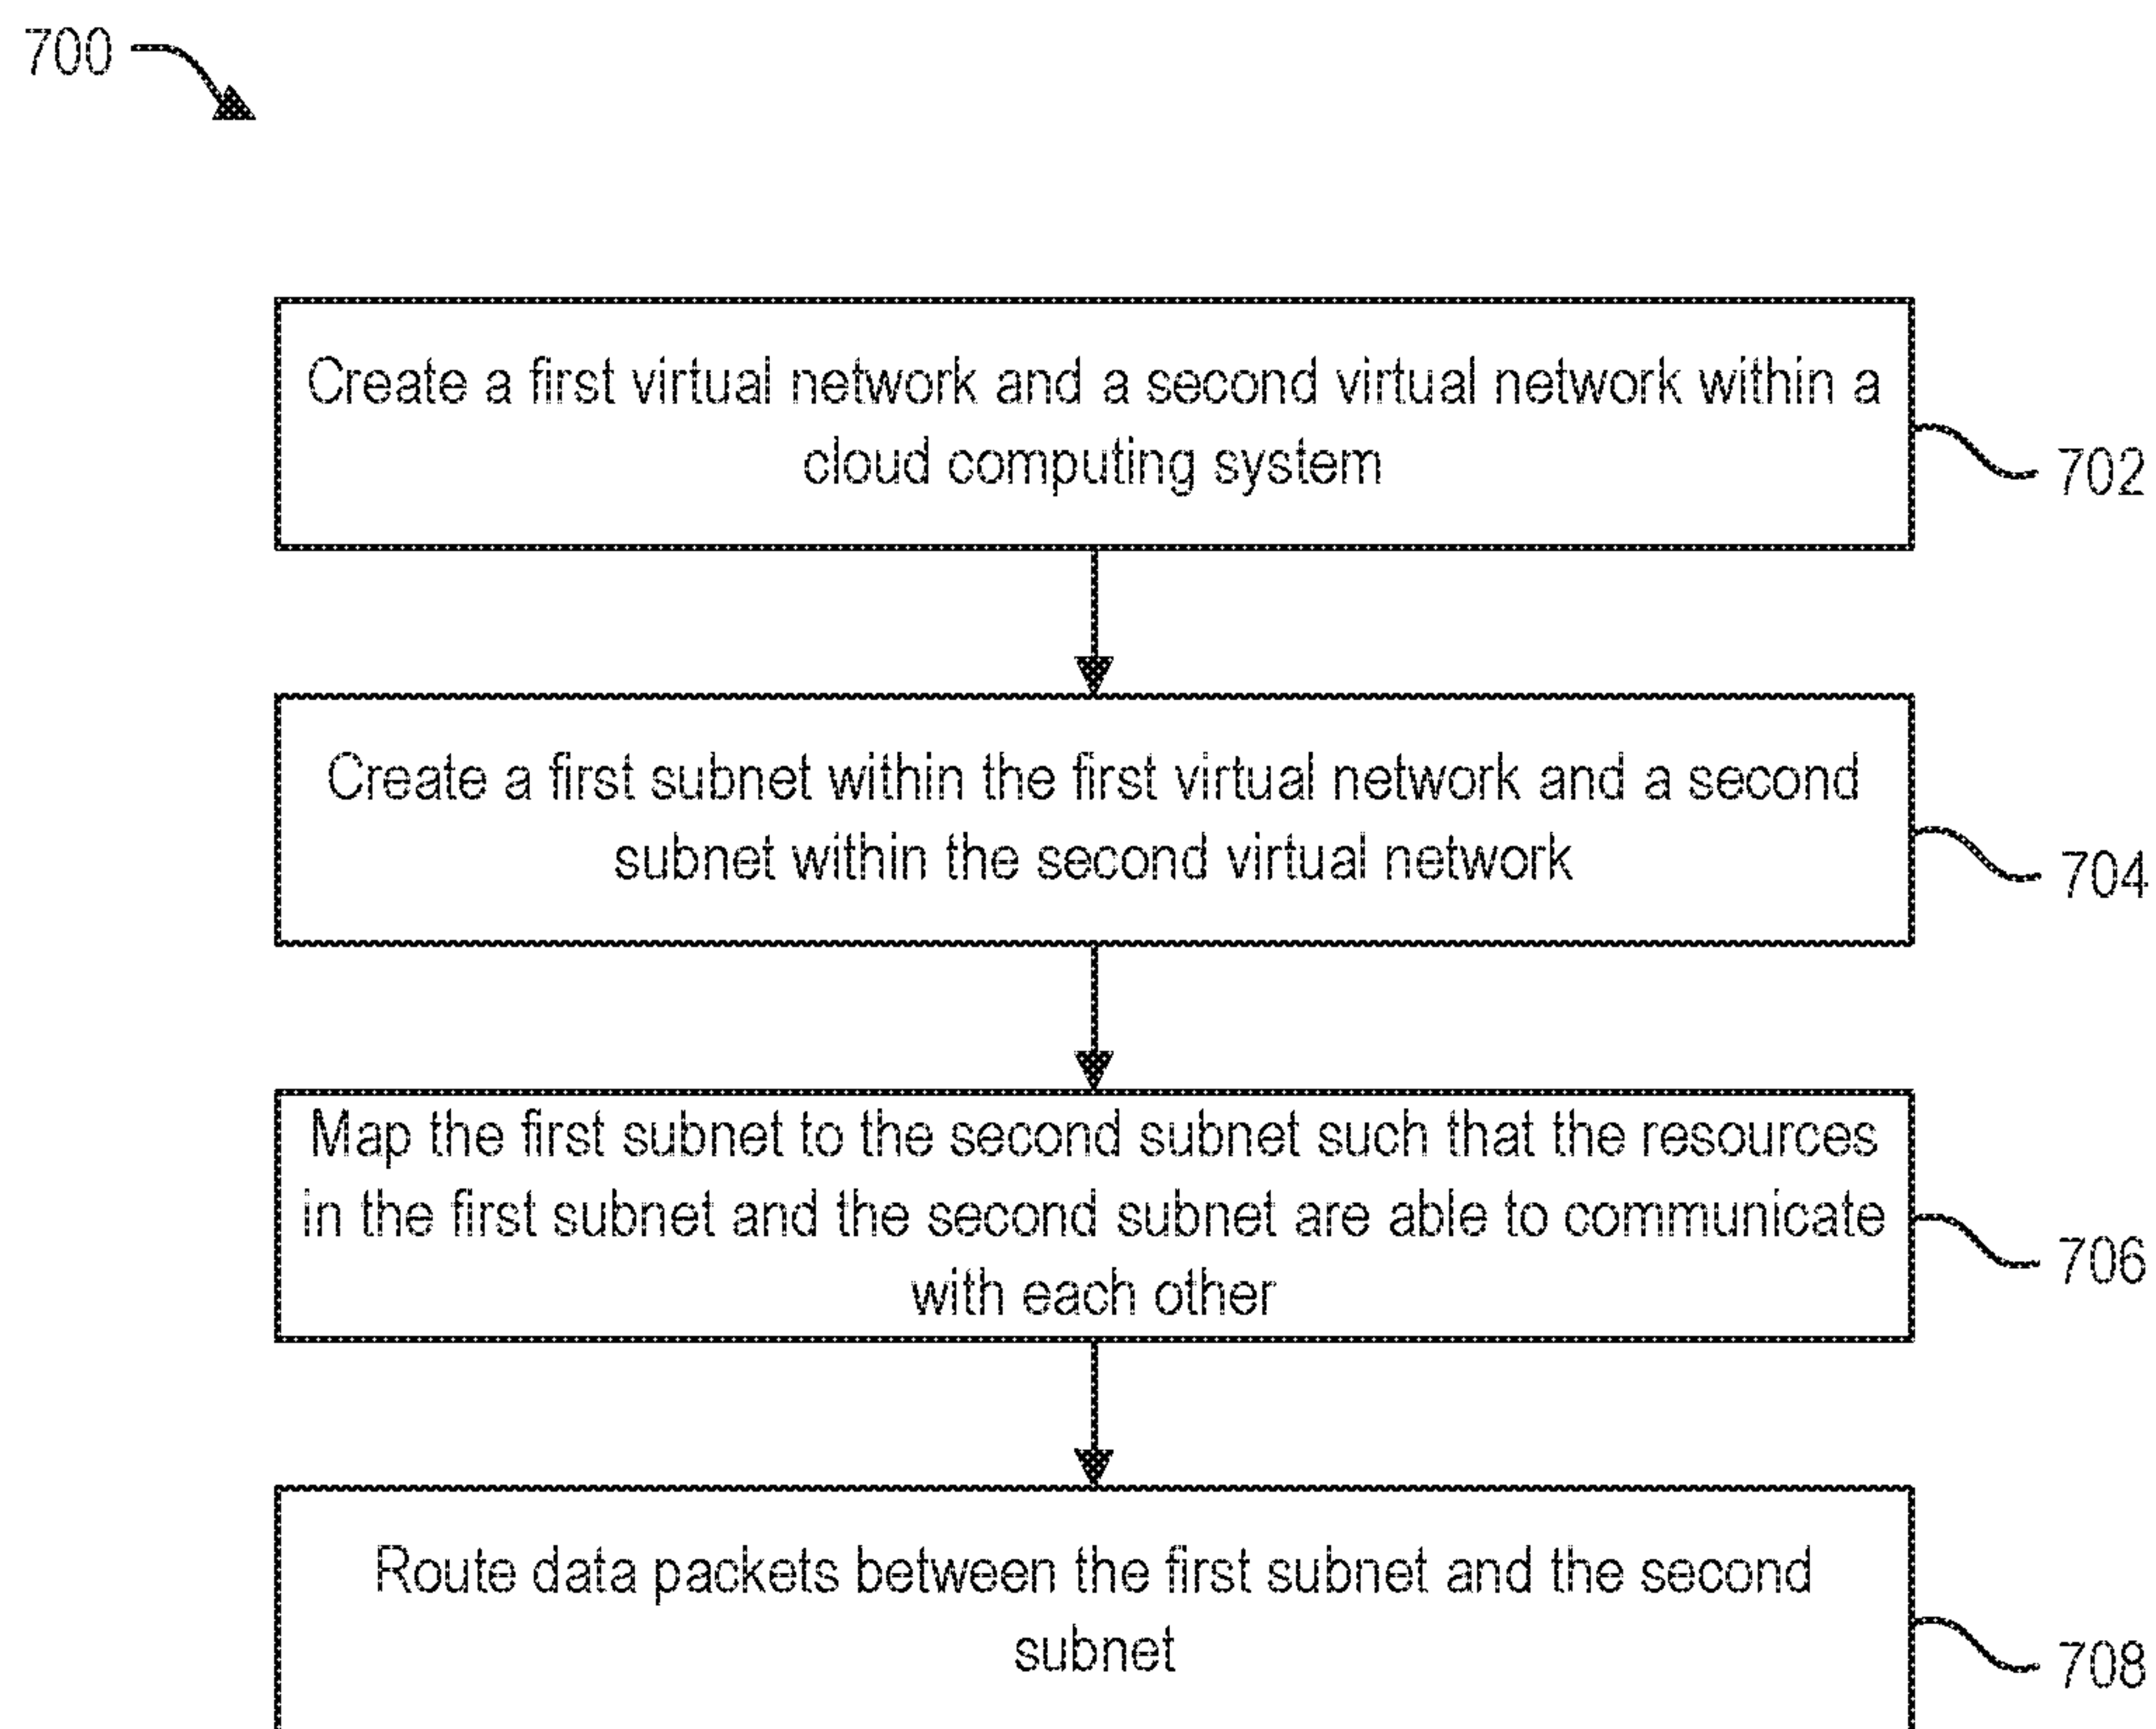 700
Create a first virtual network and a second virtual network within a
cloud computing system
702
Create a first subnet within the first virtual network and a second
subnet within the second virtual network
704
Map the first subnet to the second subnet such that the resources
in the first subnet and the second subnet are able to communicate
with each other
706
Route data packets between the first subnet and the second
subnet
708